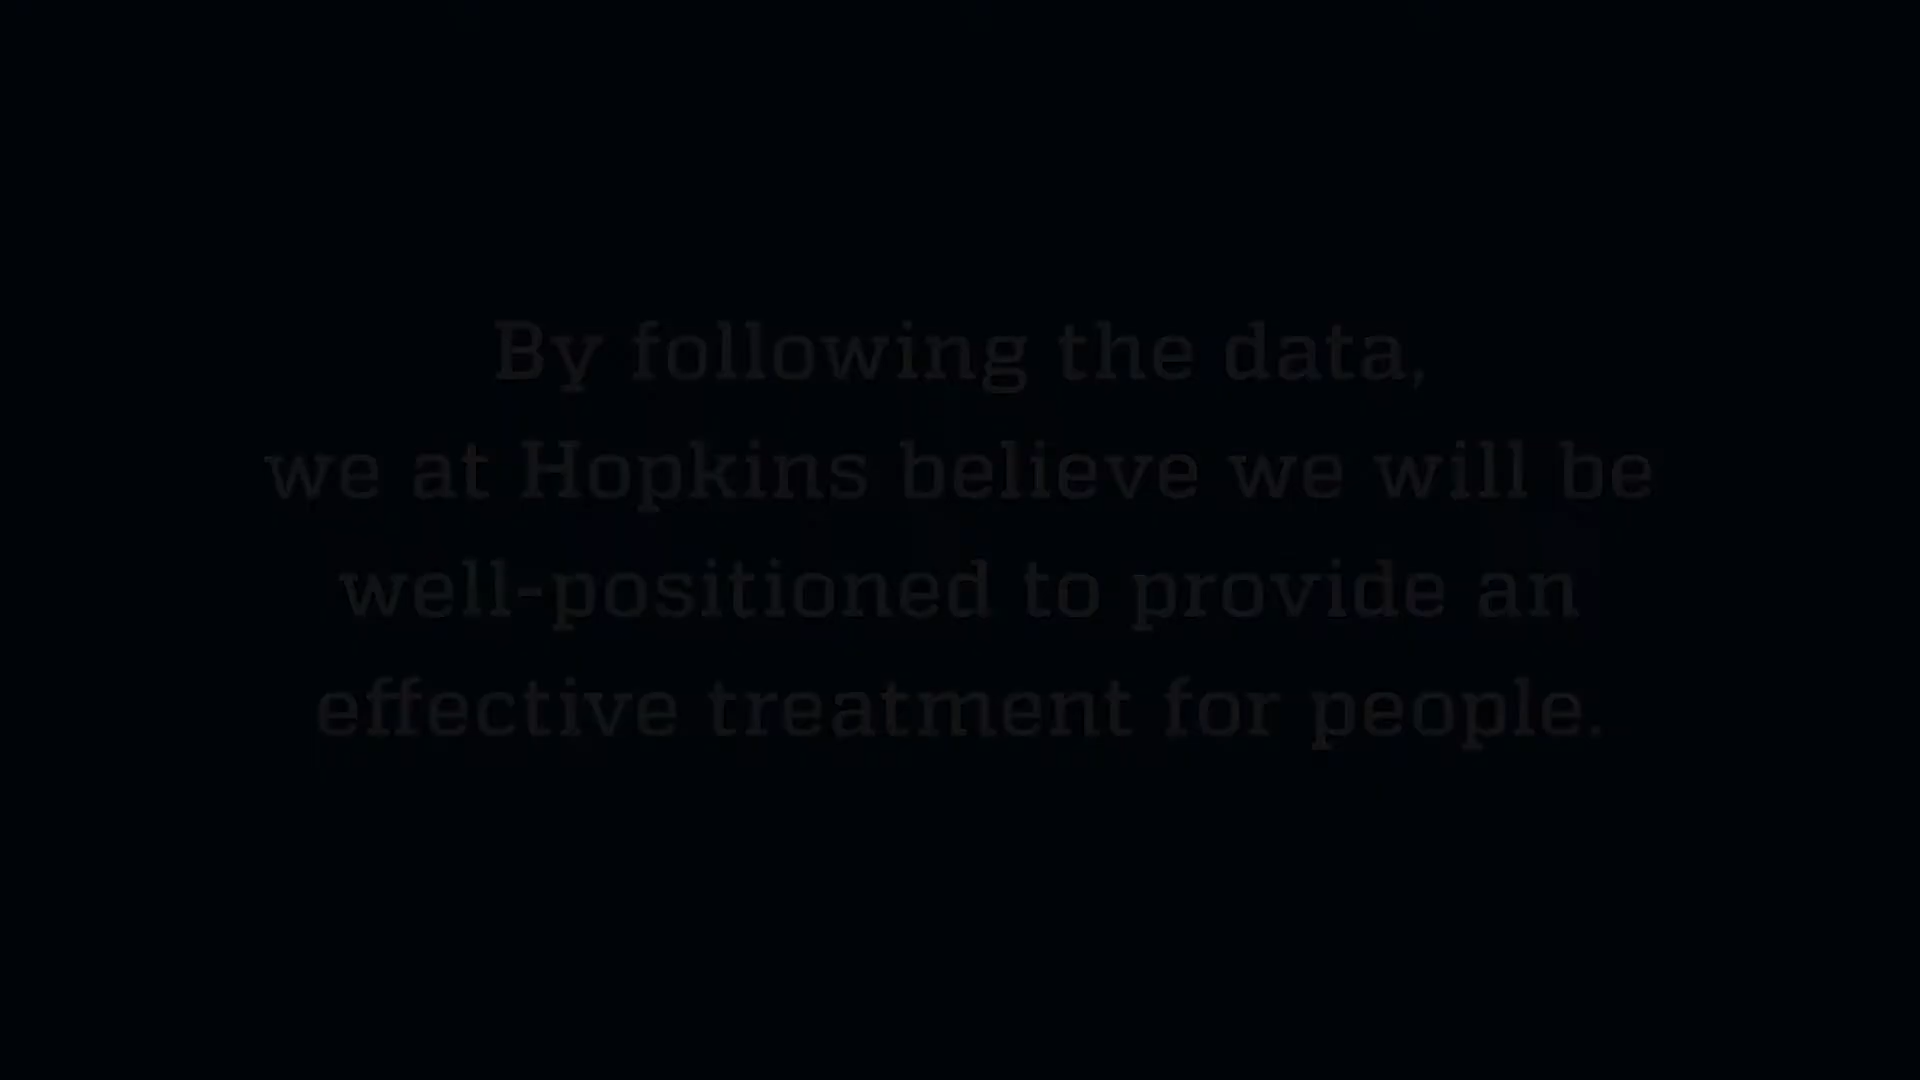 By following the data,
we at Hopkins believe we will be
well-positioned to provide an
effective treatment for people.